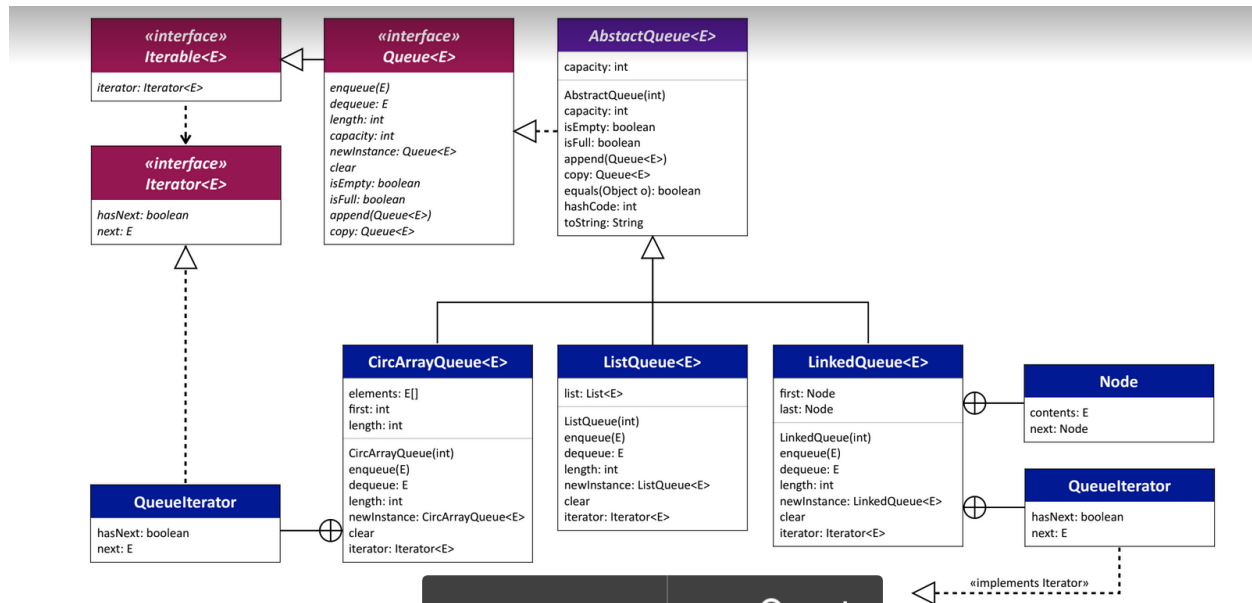 «interface»
Iterable<E>
iterator: Iterator<E>
«interface»
Iterator<E>
hasNext: boolean
next: E
«interface»
Queue<E>
enqueue(E)
dequeue: E
length: int
capacity: int
newInstance: Queue<E>
clear
isEmpty: boolean
isFull: boolean
append(Queue<E>)
copy: Queue<E>
AbstactQueue<E>
capacity: int
AbstractQueue(int)
capacity: int
isEmpty: boolean
isFull: boolean
append(Queue<E>)
copy: Queue<E>
equals(Object o): boolean
hashCode: int
toString: String
QueueIterator
hasNext: boolean
next: E
CircArrayQueue<E>
elements: E[]
first: int
length: int
CircArrayQueue(int)
enqueue(E)
dequeue: E
length: int
newInstance: CircArrayQueue<E>
clear
iterator: Iterator<E>
ListQueue<E>
list: List<E>
ListQueue(int)
enqueue(E)
dequeue: E
length: int
newInstance: ListQueue<E>
clear
iterator: Iterator<E>
LinkedQueue<E>
first: Node
last: Node
LinkedQueue(int)
enqueue(E)
dequeue: E
length: int
newInstance: LinkedQueue<E>
clear
iterator: Iterator<E>
Node
contents: E
next: Node
QueueIterator
hasNext: boolean
next: E
«implements Iterator»